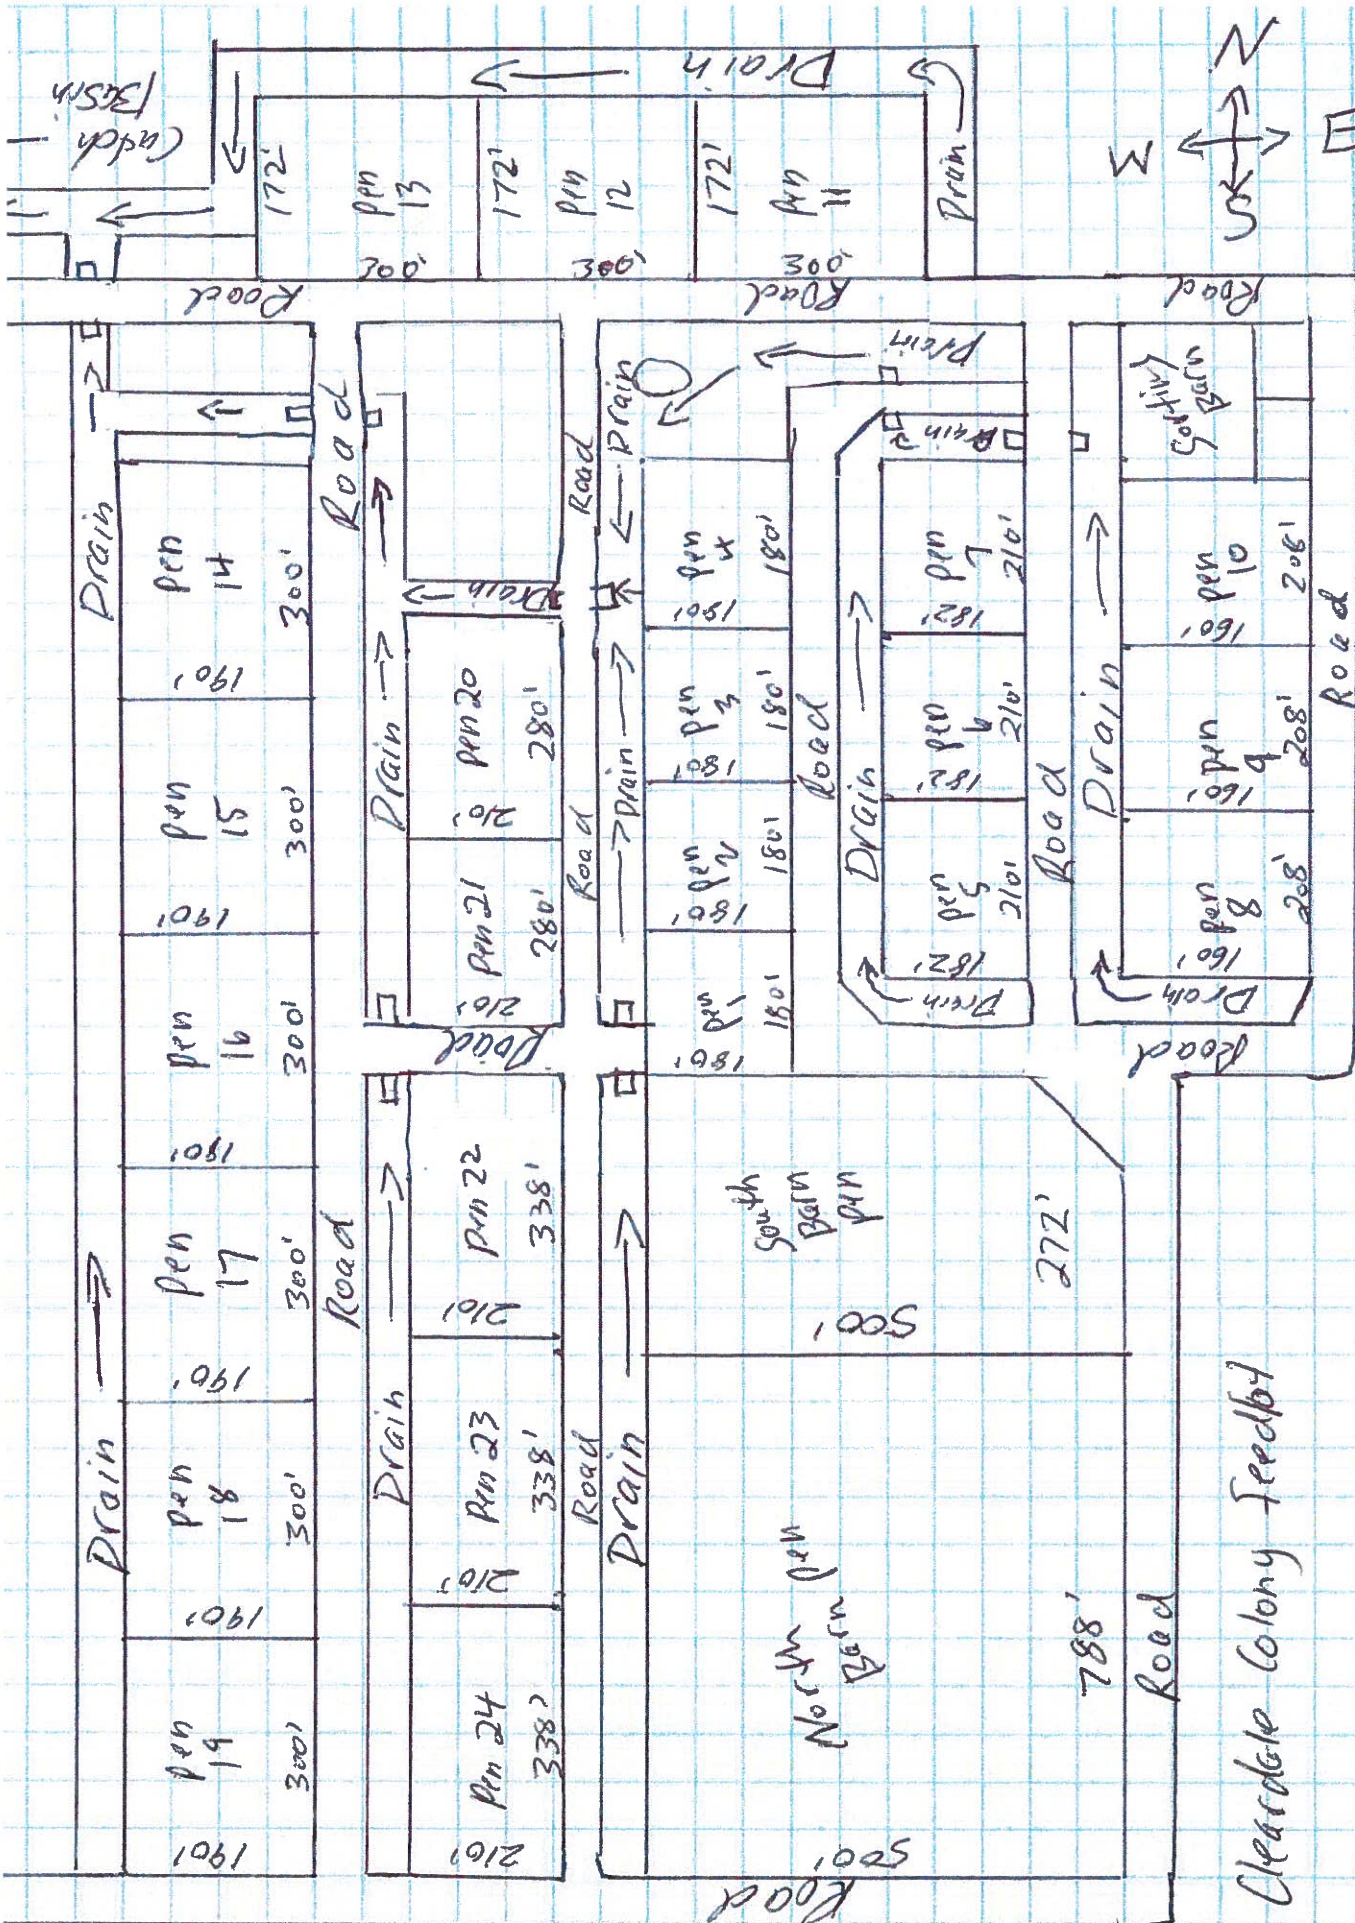 Catch
Basin
Drain
Drain
pen
19
300'
190'
pen
18
300'
190'
pen
17
300'
190'
pen
16
300'
190'
pen
15
300'
190'
pen
14
300'
190'
Road
Road
Road
172'
pen
13
300'
172'
pen
12
300'
172'
pen
11
300'
Drain
Drain
Drain
Drain
Pen 24
338'
210'
Pen 23
338'
210'
Pen 22
338'
210'
Road
Pen 21
280'
210'
Pen 20
280'
210'
Drain
Road
Road
Road
Drain
Drain
Drain
Road
North pen
Barn
788'
500'
South
Barn
pen
272'
500'
pen
1
180'
180'
pen
2
180'
180'
pen
3
180'
180'
pen
4
180'
180'
Road
Road
Drain
Drain
Drain
Drain
pen
5
210'
182'
pen
6
210'
182'
pen
7
210'
182'
Road
Drain
Drain
Road
pen
8
208'
160'
pen
9
208'
160'
pen
10
208'
160'
Sorting
Barn
Road
Road
Road
N
W
E
S
Cleardale Colony Feedlot